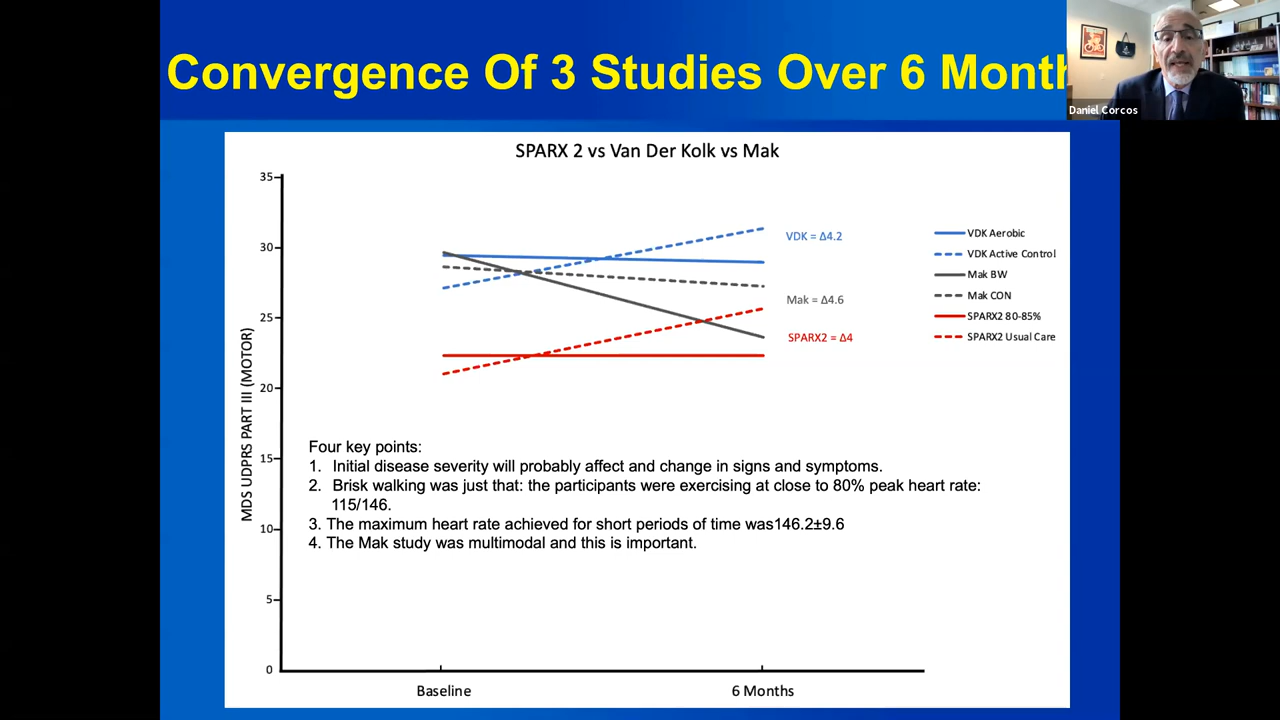 Convergence Of 3 Studies Over 6 Month
Daniel Corcos
SPARX 2 vs Van Der Kolk vs Mak
35
30
25
20
15
10
5
0
MDS UDPRS PART III (MOTOR)
VDK = Δ4.2
Mak = Δ4.6
SPARX2 = Δ4
VDK Aerobic
VDK Active Control
Mak BW
Mak CON
SPARX2 80-85%
SPARX2 Usual Care
Four key points:
1. Initial disease severity will probably affect and change in signs and symptoms.
2. Brisk walking was just that: the participants were exercising at close to 80% peak heart rate:
115/146.
3. The maximum heart rate achieved for short periods of time was146.2±9.6
4. The Mak study was multimodal and this is important.
Baseline
6 Months